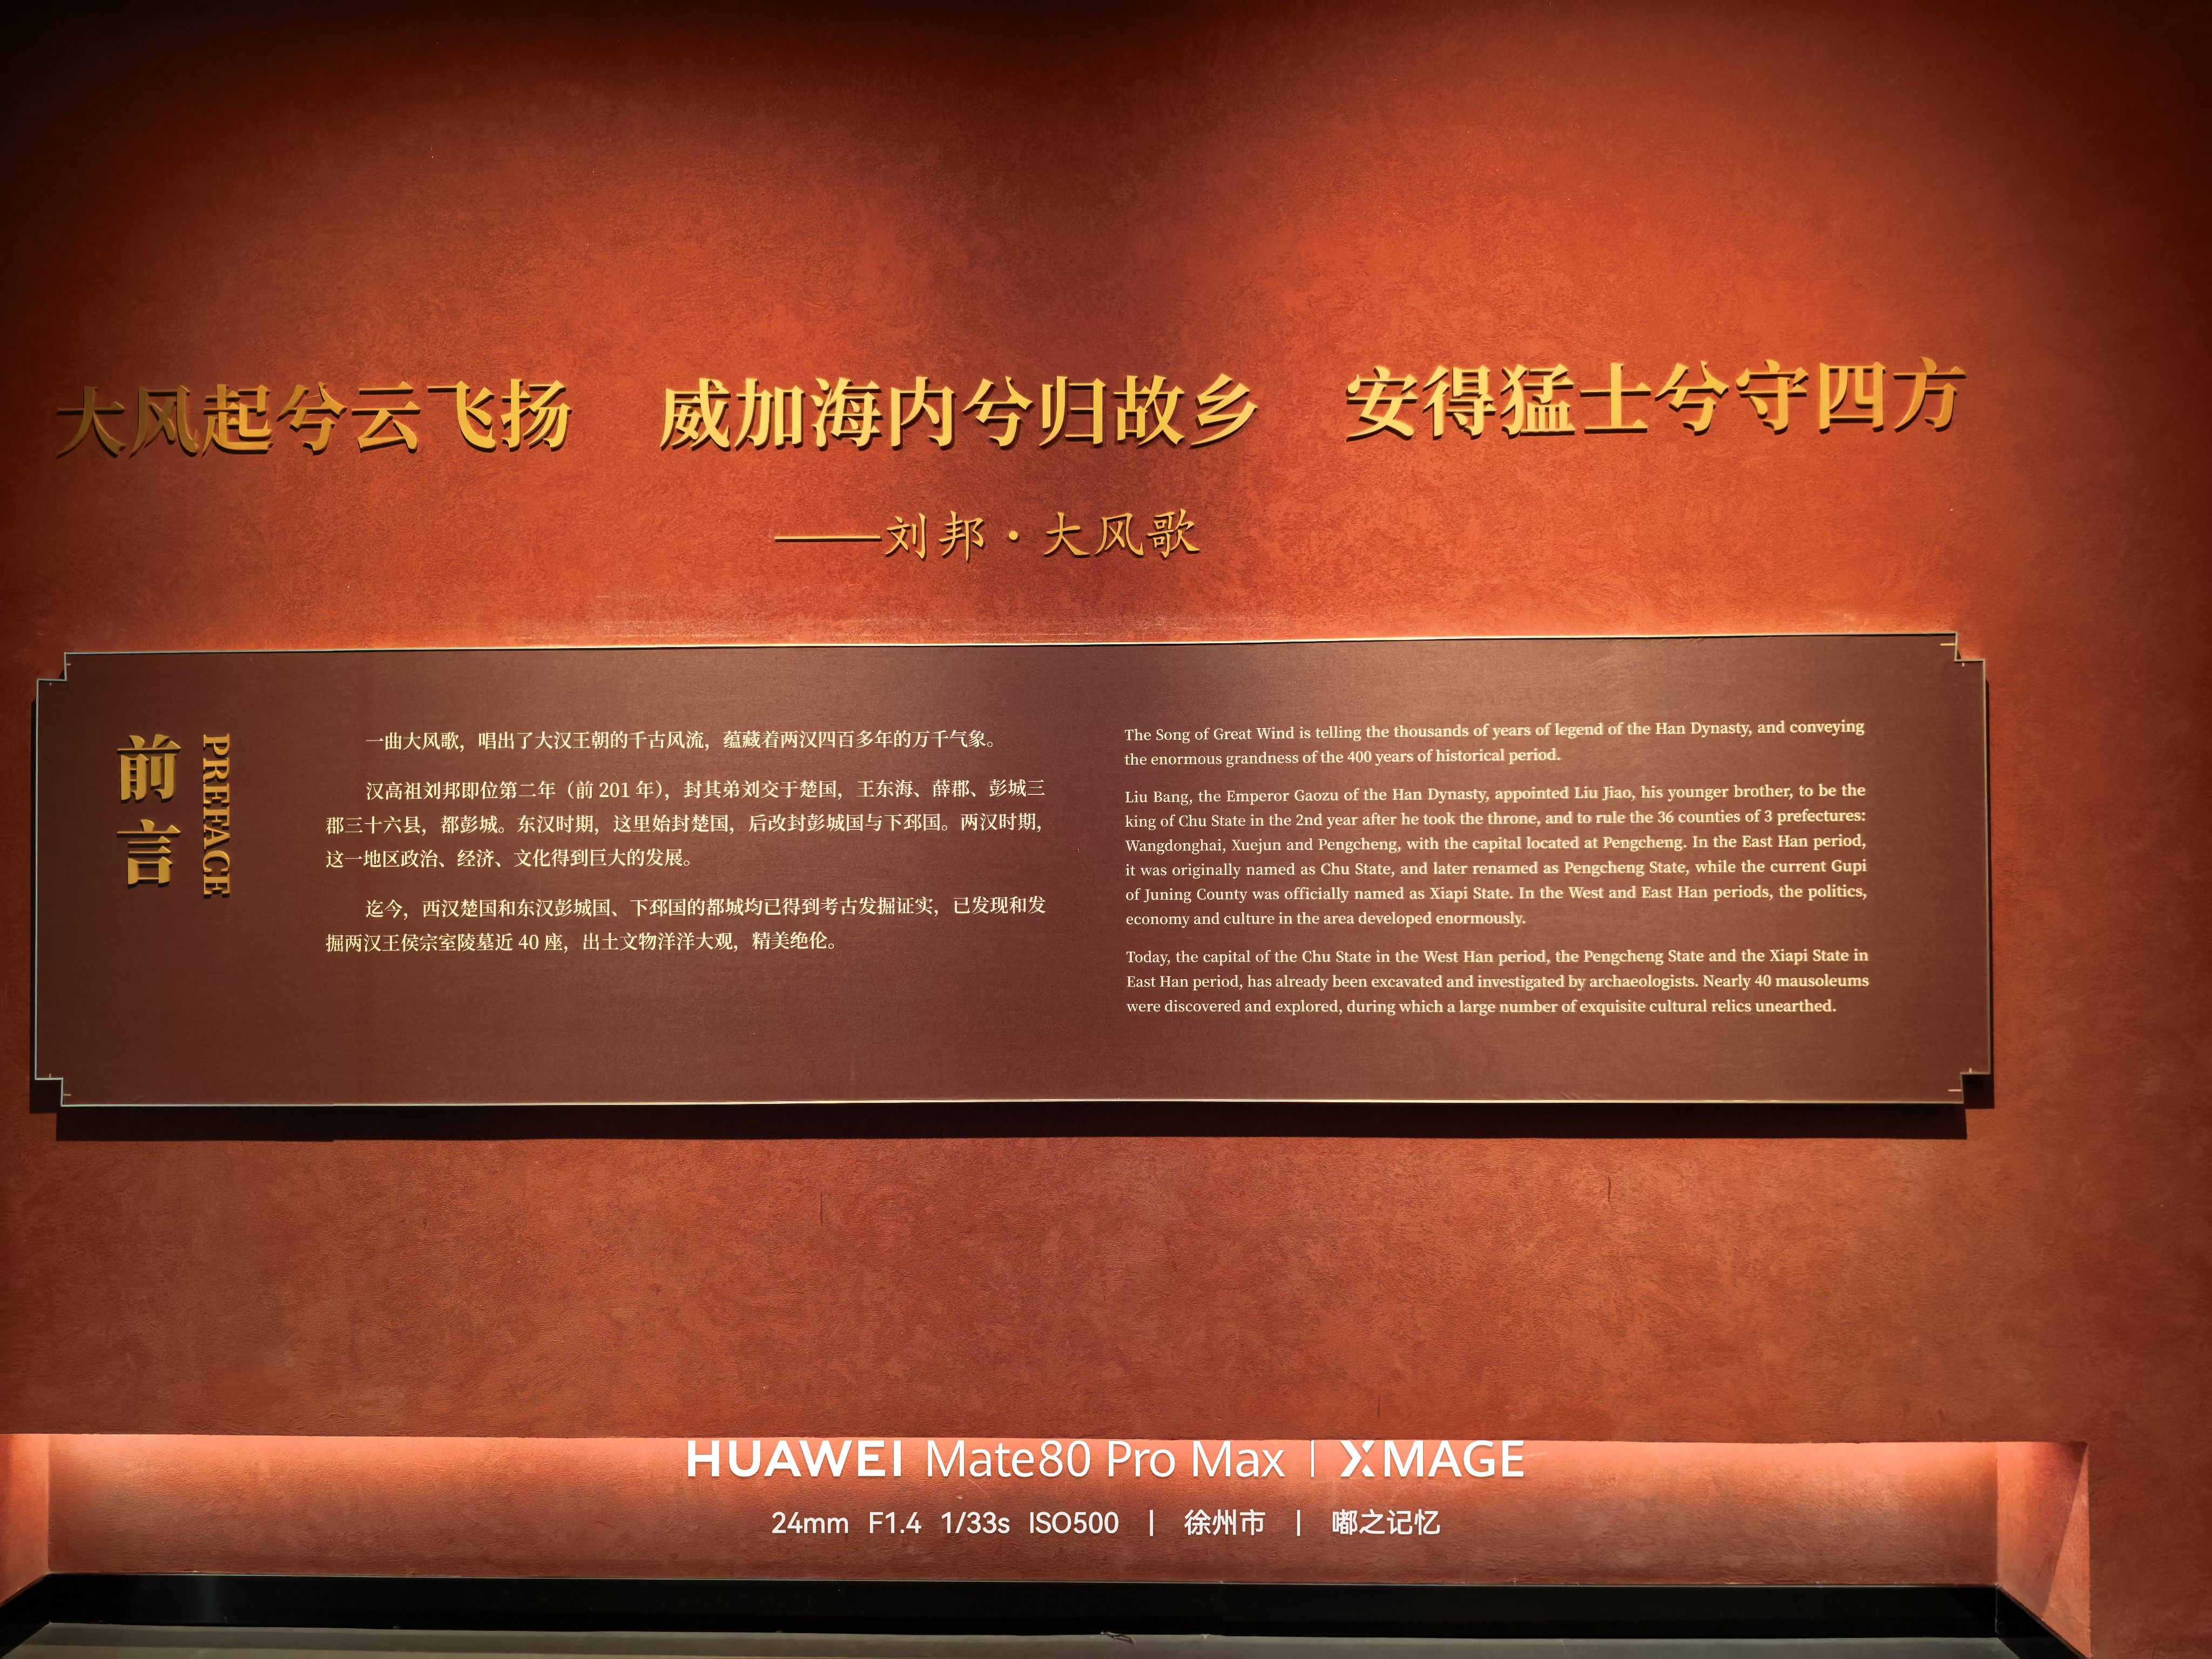 大风起兮云飞扬 威加海内兮归故乡 安得猛士兮守四方
——刘邦·大风歌
前言
PREFACE
一曲大风歌，唱出了大汉王朝的千古风流，蕴藏着两汉四百多年的万千气象。
汉高祖刘邦即位第二年（前 201 年），封其弟刘交于楚国，王东海、薛郡、彭城三
郡三十六县，都彭城。东汉时期，这里始封楚国，后改封彭城国与下邳国。两汉时期，
这一地区政治、经济、文化得到巨大的发展。
迄今，西汉楚国和东汉彭城国、下邳国的都城均已得到考古发掘证实，已发现和发
掘两汉王侯宗室陵墓近 40 座，出土文物洋洋大观，精美绝伦。
The Song of Great Wind is telling the thousands of years of legend of the Han Dynasty, and conveying
the enormous grandness of the 400 years of historical period.
Liu Bang, the Emperor Gaozu of the Han Dynasty, appointed Liu Jiao, his younger brother, to be the
king of Chu State in the 2nd year after he took the throne, and to rule the 36 counties of 3 prefectures:
Wangdonghai, Xuejun and Pengcheng, with the capital located at Pengcheng. In the East Han period,
it was originally named as Chu State, and later renamed as Pengcheng State, while the current Gupi
of Juning County was officially named as Xiapi State. In the West and East Han periods, the politics,
economy and culture in the area developed enormously.
Today, the capital of the Chu State in the West Han period, the Pengcheng State and the Xiapi State in
East Han period, has already been excavated and investigated by archaeologists. Nearly 40 mausoleums
were discovered and explored, during which a large number of exquisite cultural relics unearthed.
HUAWEI Mate80 Pro Max | XMAGE
24mm F1.4 1/33s ISO500 | 徐州市 | 嘟之记忆